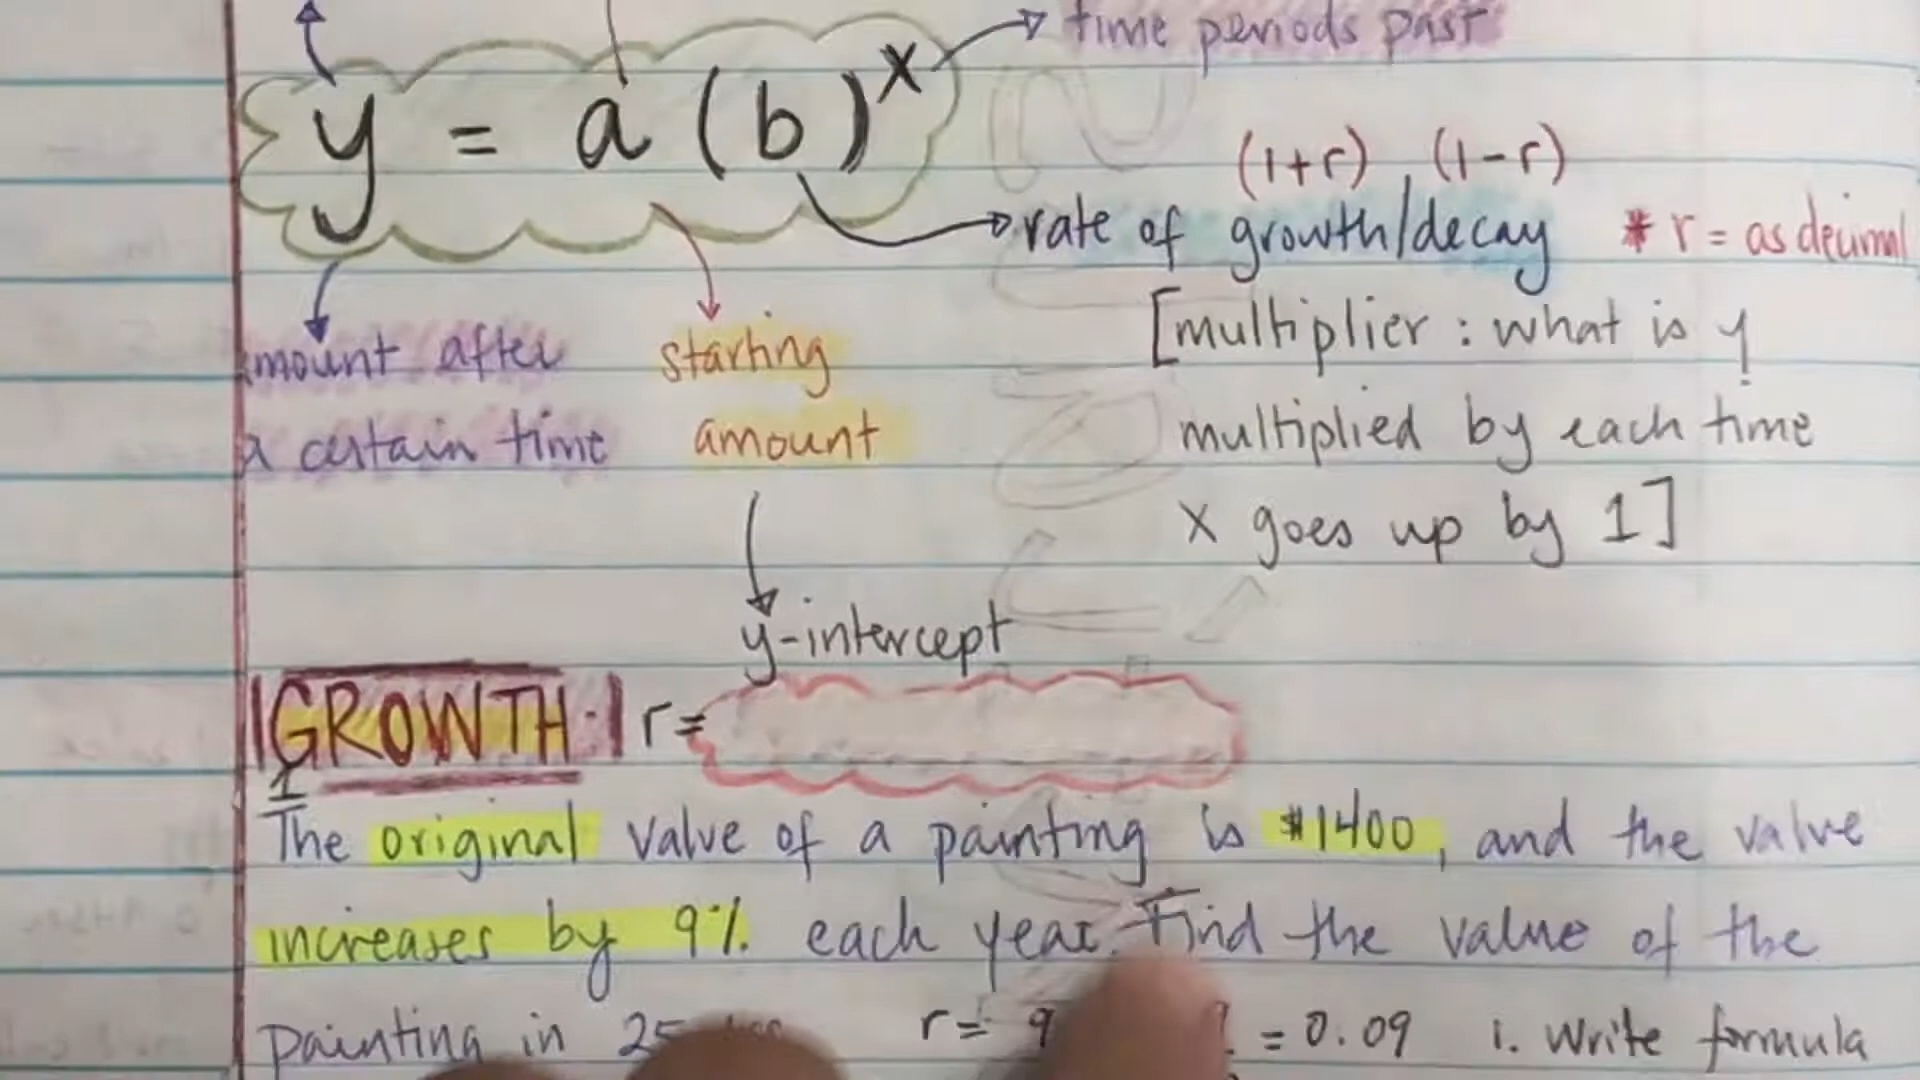 time periods past
y = a (b)^x
(1+r) (1-r)
rate of growth/decay * r = as decimal
[multiplier: what is y
multiplied by each time
x goes up by 1]
mount after
a certain time
starting
amount
y-intercept
GROWTH: r=
1
The original value of a painting is $1400, and the value
increases by 9% each year. Find the value of the
painting in 25 r= 9 = 0.09 i. Write formula